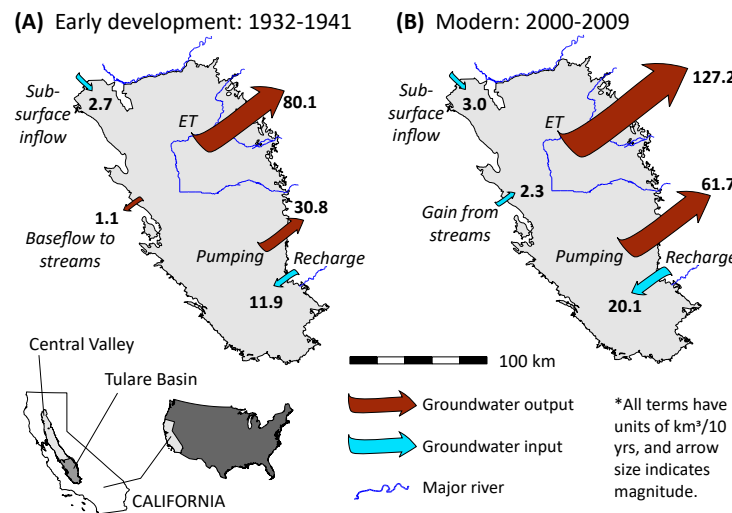 (A) Early development: 1932-1941
Sub-
surface
inflow
2.7
ET
80.1
1.1
Baseflow to
streams
30.8
Pumping
Recharge
11.9
(B) Modern: 2000-2009
Sub-
surface
inflow
3.0
ET
127.2
2.3
Gain from
streams
61.7
Pumping
Recharge
20.1
Central Valley
Tulare Basin
CALIFORNIA
100 km
Groundwater output
Groundwater input
Major river
*All terms have
units of km³/10
yrs, and arrow
size indicates
magnitude.